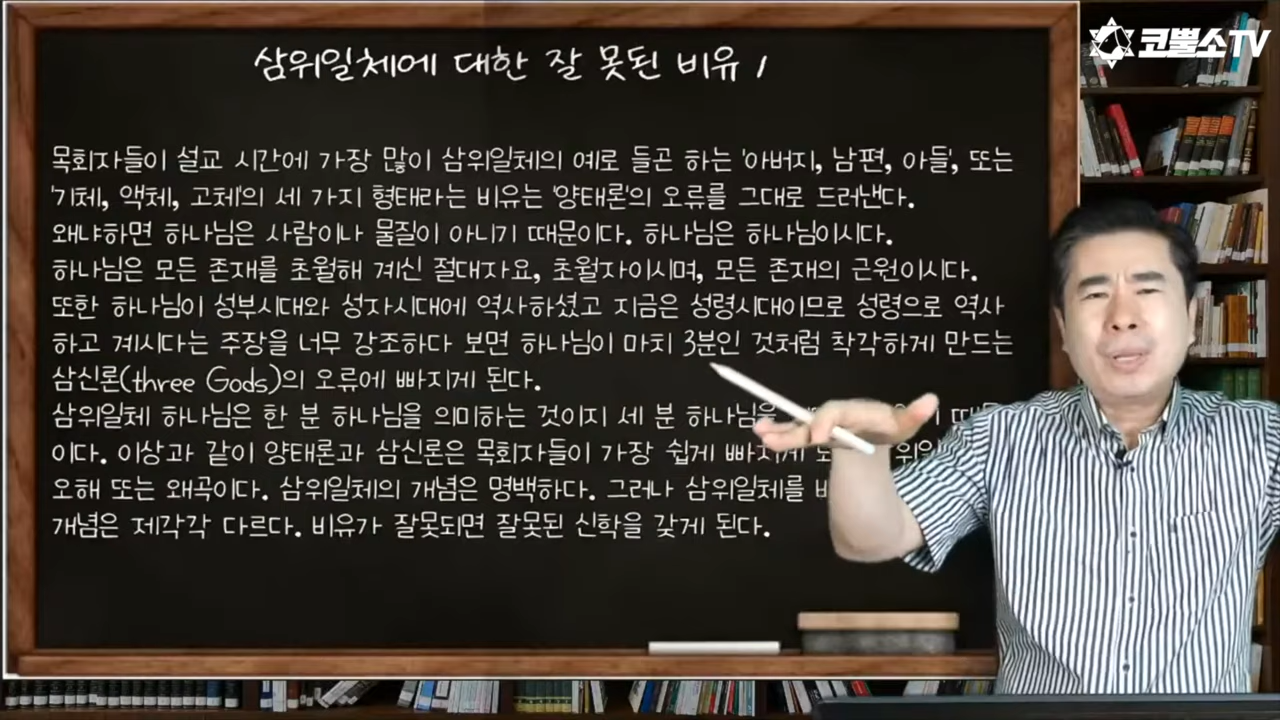 코뿔소TV
삼위일체에 대한 잘 못된 비유 1
목회자들이 설교 시간에 가장 많이 삼위일체의 예로 들곤 하는 '아버지, 남편, 아들', 또는
'기체, 액체, 고체'의 세 가지 형태라는 비유는 '양태론'의 오류를 그대로 드러낸다.
왜냐하면 하나님은 사람이나 물질이 아니기 때문이다. 하나님은 하나님이시다.
하나님은 모든 존재를 초월해 계신 절대자요, 초월자이시며, 모든 존재의 근원이시다.
또한 하나님이 성부시대와 성자시대에 역사하셨고 지금은 성령시대이므로 성령으로 역사
하고 계시다는 주장을 너무 강조하다 보면 하나님이 마치 3분인 것처럼 착각하게 만드는
삼신론(three Gods)의 오류에 빠지게 된다.
삼위일체 하나님은 한 분 하나님을 의미하는 것이지 세 분 하나님을
이다. 이상과 같이 양태론과 삼신론은 목회자들이 가장 쉽게 빠지게
오해 또는 왜곡이다. 삼위일체의 개념은 명백하다. 그러나 삼위일체를
개념은 제각각 다르다. 비유가 잘못되면 잘못된 신학을 갖게 된다.